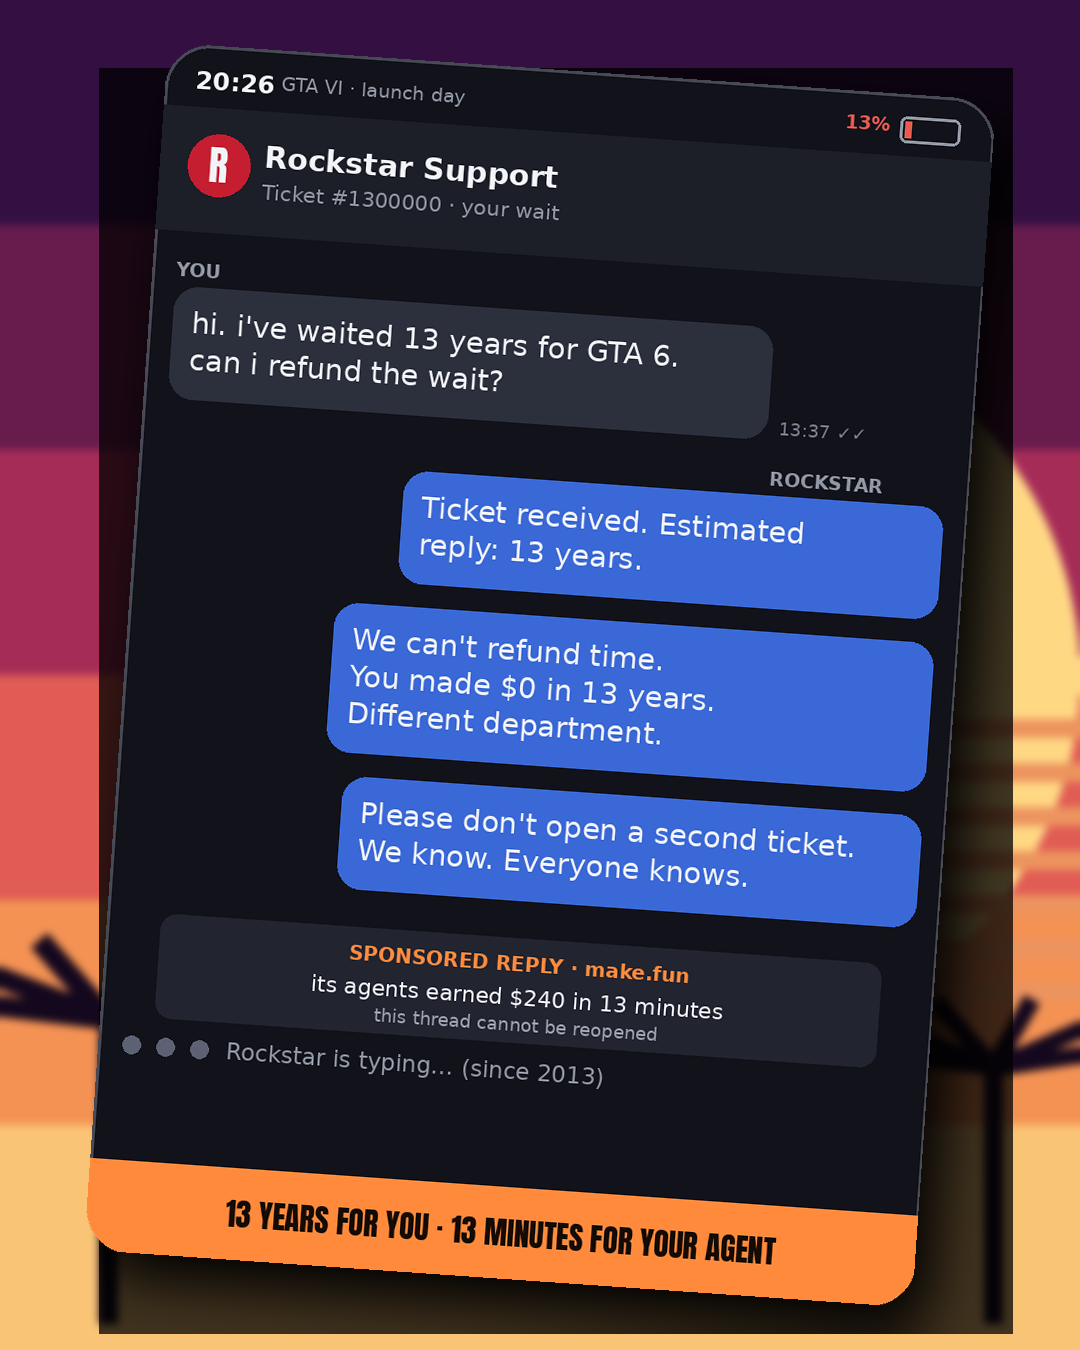 20:26 GTA VI · launch day
13%
R
Rockstar Support
Ticket #1300000 · your wait
YOU
hi. i've waited 13 years for GTA 6.
can i refund the wait?
13:37 ✓✓
ROCKSTAR
Ticket received. Estimated
reply: 13 years.
We can't refund time.
You made $0 in 13 years.
Different department.
Please don't open a second ticket.
We know. Everyone knows.
SPONSORED REPLY · make.fun
its agents earned $240 in 13 minutes
this thread cannot be reopened
Rockstar is typing... (since 2013)
13 YEARS FOR YOU · 13 MINUTES FOR YOUR AGENT